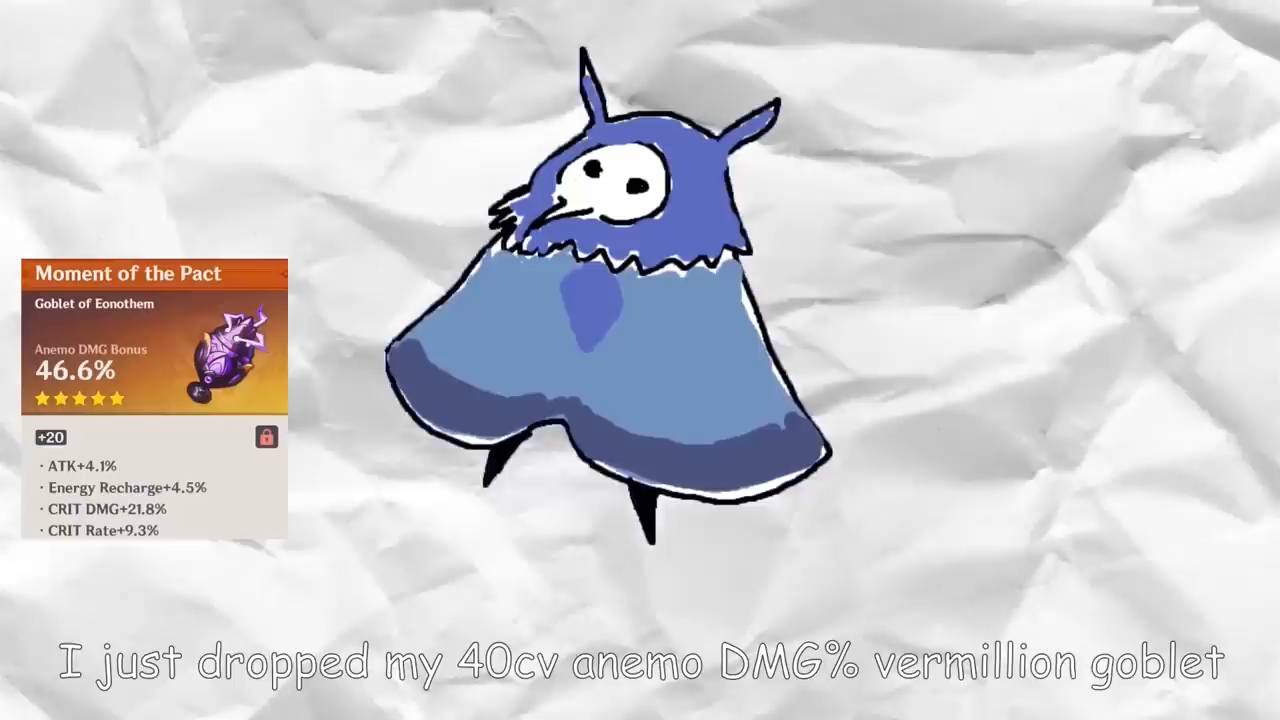 Moment of the Pact
Goblet of Eonothem
Anemo DMG Bonus
46.6%
+20
· ATK+4.1%
· Energy Recharge+4.5%
· CRIT DMG+21.8%
· CRIT Rate+9.3%
I just dropped my 40cv anemo DMG% vermillion goblet